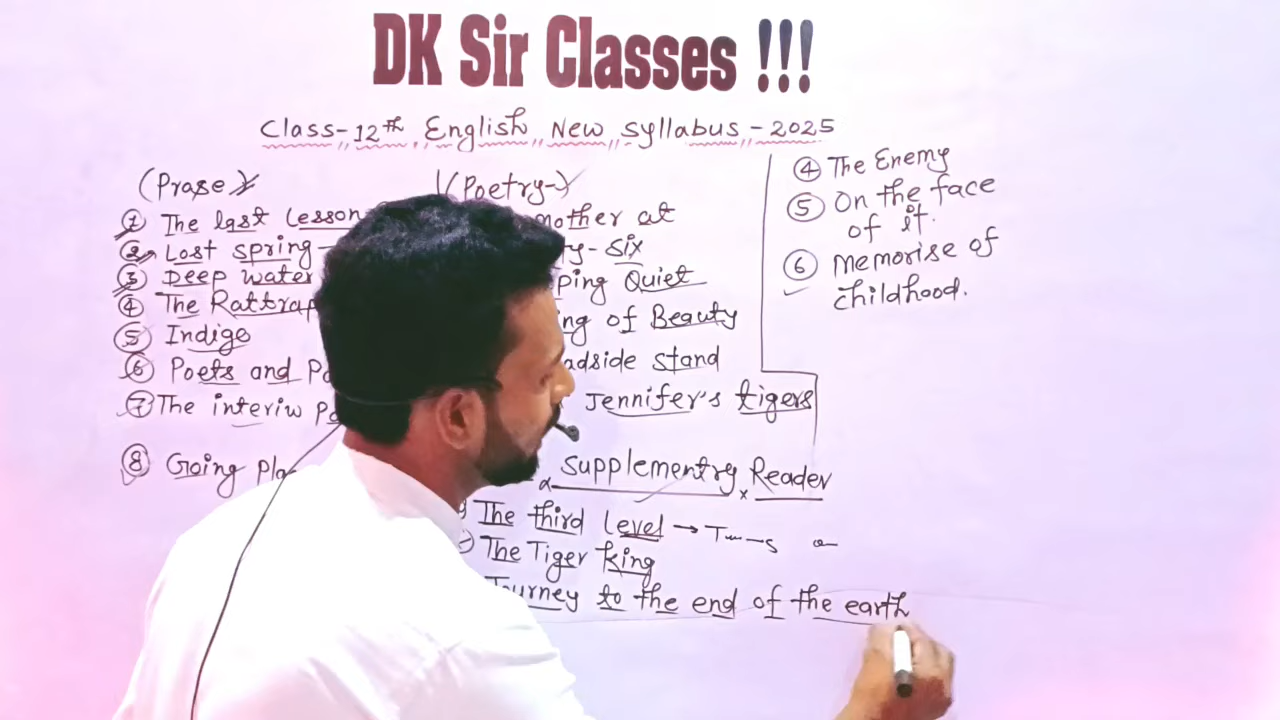 DK Sir Classes !!!
Class-12th English New syllabus-2025
(Prose)
① The last Lesson
② Lost spring
③ Deep water
④ The Rattrap
⑤ Indigo
⑥ Poets and
⑦ The interiw
⑧ Going
(Poetry-)
mother at
six
Quiet
of Beauty
stand
Jennifer's tigers
Supplementry Reader
The third level →
The Tiger king
Journey to the end of the earth
④ The Enemy
⑤ On the face
of it.
⑥ Memorise of
childhood.